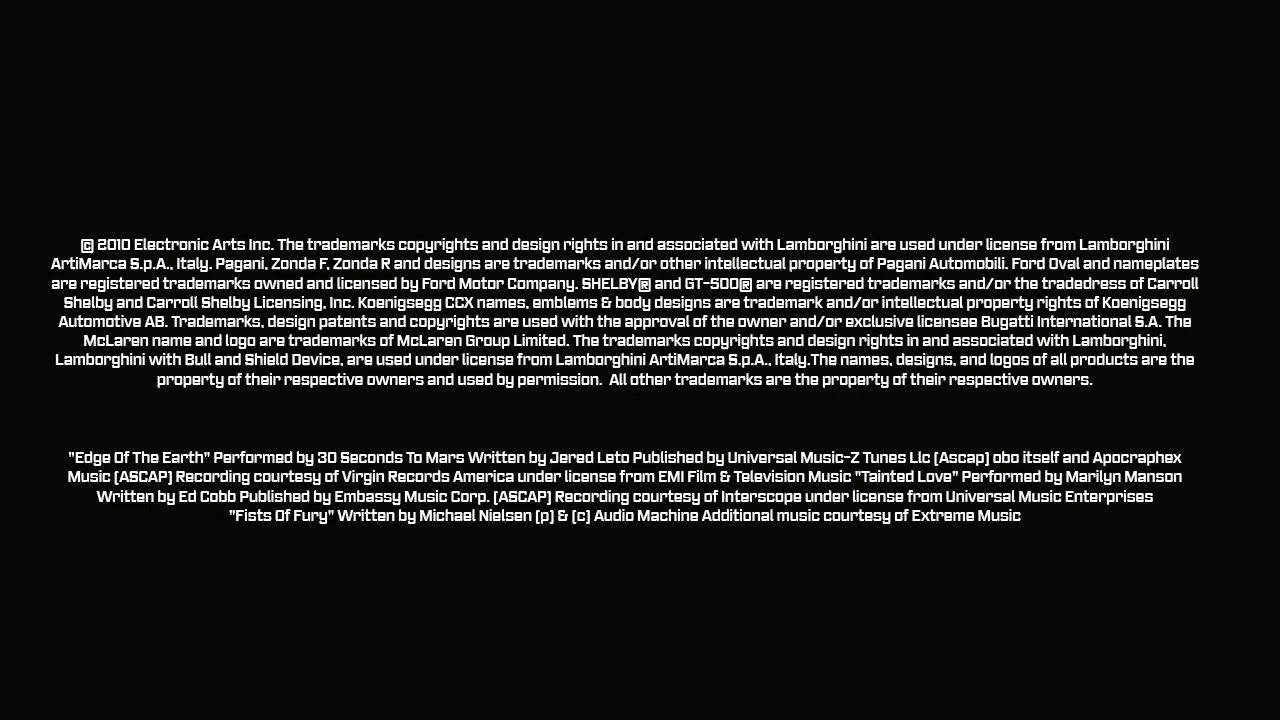 © 2010 Electronic Arts Inc. The trademarks copyrights and design rights in and associated with Lamborghini are used under license from Lamborghini
ArtiMarca S.p.A., Italy. Pagani, Zonda F, Zonda R and designs are trademarks and/or other intellectual property of Pagani Automobili. Ford Oval and nameplates
are registered trademarks owned and licensed by Ford Motor Company. SHELBY® and GT-500® are registered trademarks and/or the tradedress of Carroll
Shelby and Carroll Shelby Licensing, Inc. Koenigsegg CCX names, emblems & body designs are trademark and/or intellectual property rights of Koenigsegg
Automotive AB. Trademarks, design patents and copyrights are used with the approval of the owner and/or exclusive licensee Bugatti International S.A. The
McLaren name and logo are trademarks of McLaren Group Limited. The trademarks copyrights and design rights in and associated with Lamborghini,
Lamborghini with Bull and Shield Device, are used under license from Lamborghini ArtiMarca S.p.A., Italy.The names, designs, and logos of all products are the
property of their respective owners and used by permission.  All other trademarks are the property of their respective owners.
"Edge Of The Earth" Performed by 30 Seconds To Mars Written by Jered Leto Published by Universal Music-Z Tunes Llc (Ascap) obo itself and Apocraphex
Music (ASCAP) Recording courtesy of Virgin Records America under license from EMI Film & Television Music "Tainted Love" Performed by Marilyn Manson
Written by Ed Cobb Published by Embassy Music Corp. (ASCAP) Recording courtesy of Interscope under license from Universal Music Enterprises
"Fists Of Fury" Written by Michael Nielsen (p) & (c) Audio Machine Additional music courtesy of Extreme Music